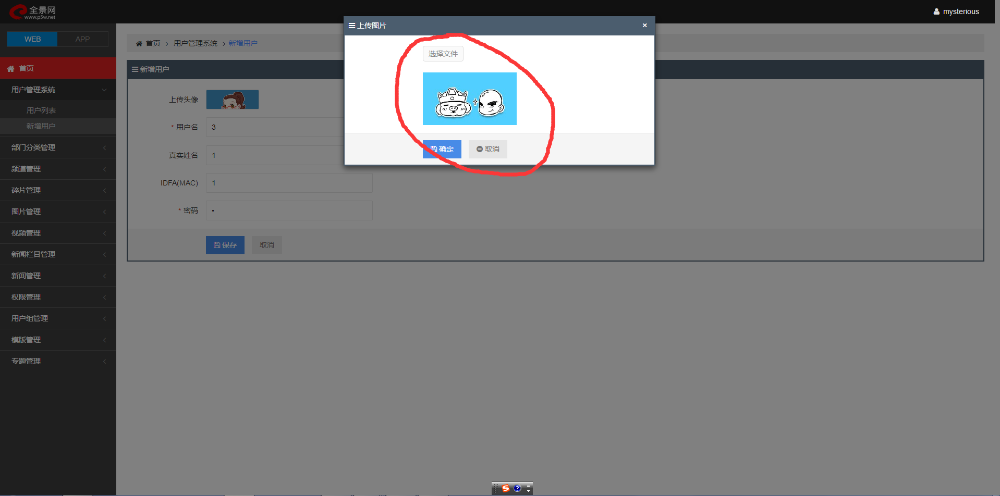 全景网
www.p5w.net
mysterious
WEB
APP
首页
用户管理系统
用户列表
新增用户
部门分类管理
频道管理
碎片管理
图片管理
视频管理
新闻栏目管理
新闻管理
权限管理
用户组管理
模版管理
专题管理
首页 > 用户管理系统 > 新增用户
新增用户
上传头像
* 用户名 3
真实姓名 1
IDFA(MAC) 1
* 密码 •
保存 取消
上传图片 ×
选择文件
确定 取消